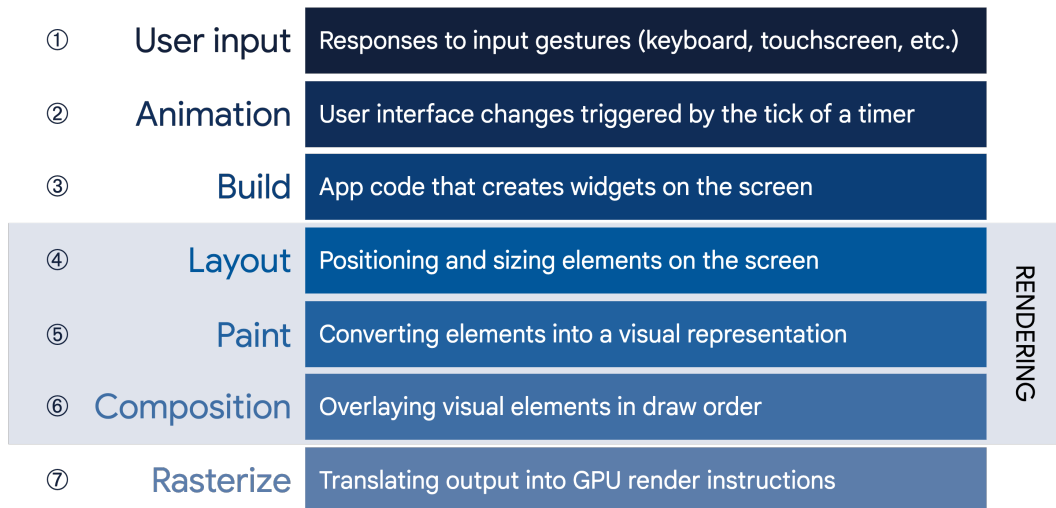 ① User input Responses to input gestures (keyboard, touchscreen, etc.)
② Animation User interface changes triggered by the tick of a timer
③ Build App code that creates widgets on the screen
④ Layout Positioning and sizing elements on the screen
⑤ Paint Converting elements into a visual representation
⑥ Composition Overlaying visual elements in draw order
RENDERING
⑦ Rasterize Translating output into GPU render instructions